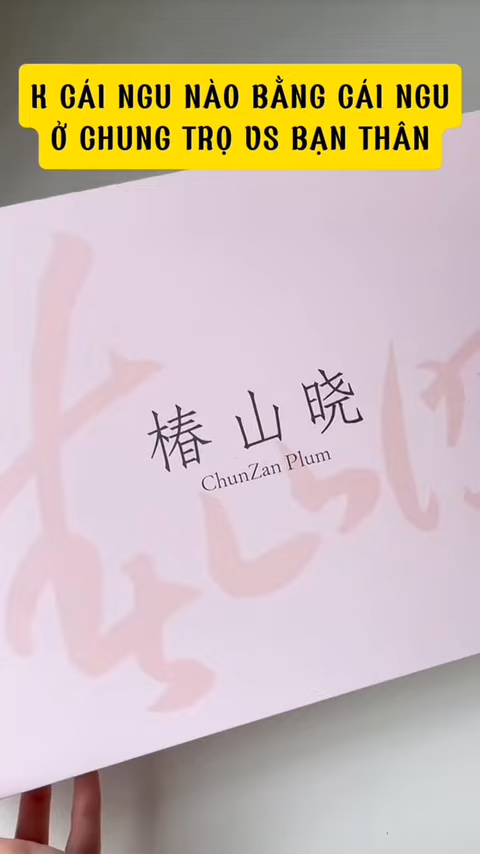 K CÁI NGU NÀO BẰNG CÁI NGU
Ở CHUNG TRỌ VS BẠN THÂN
椿山晓
ChunZan Plum